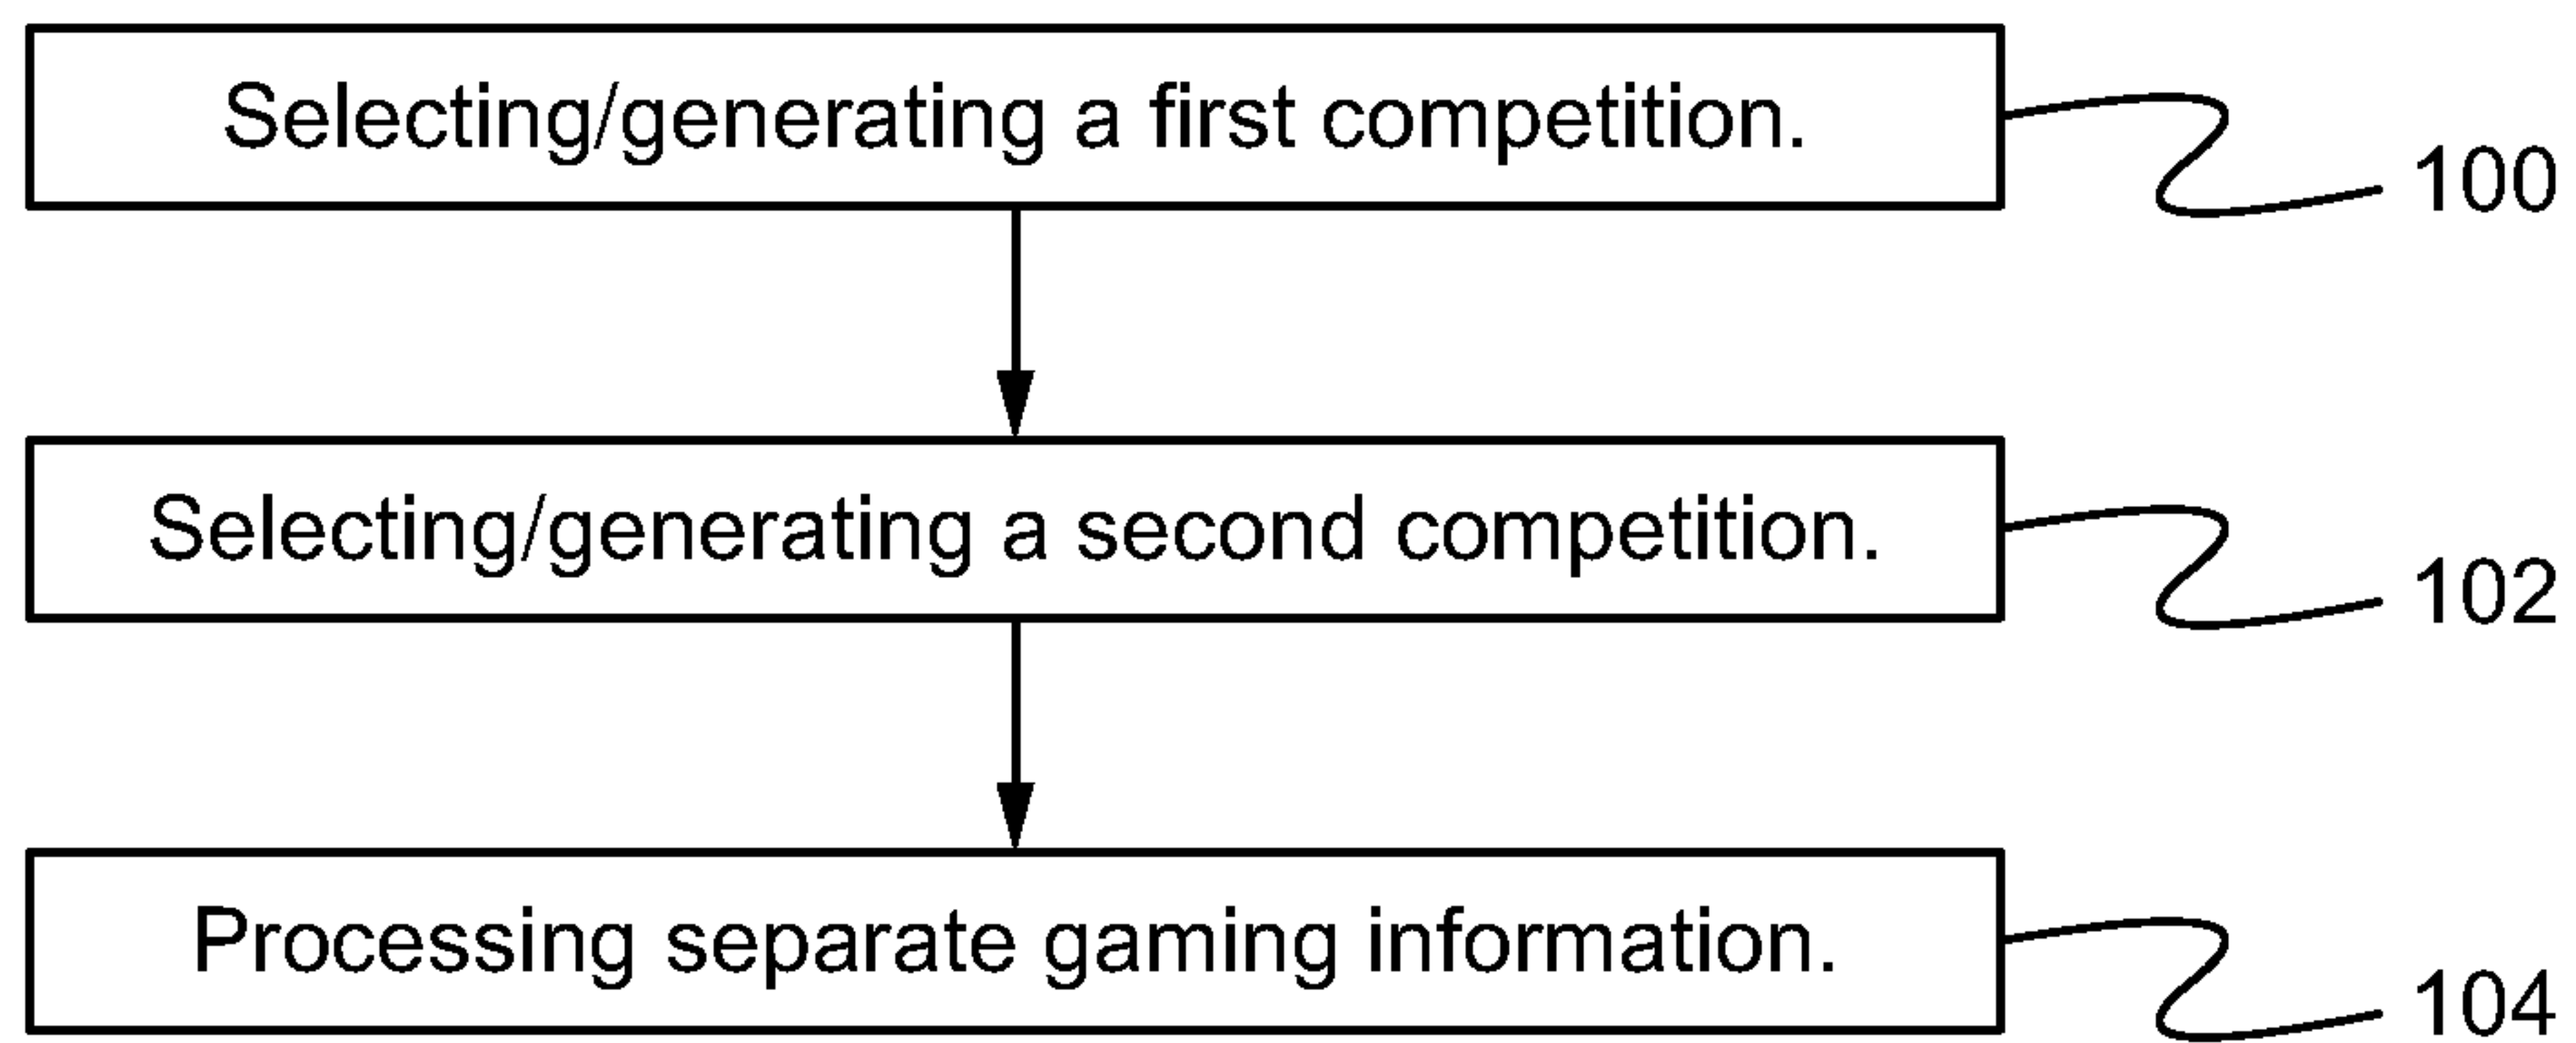 Selecting/generating a first competition.
100
Selecting/generating a second competition.
102
Processing separate gaming information.
104